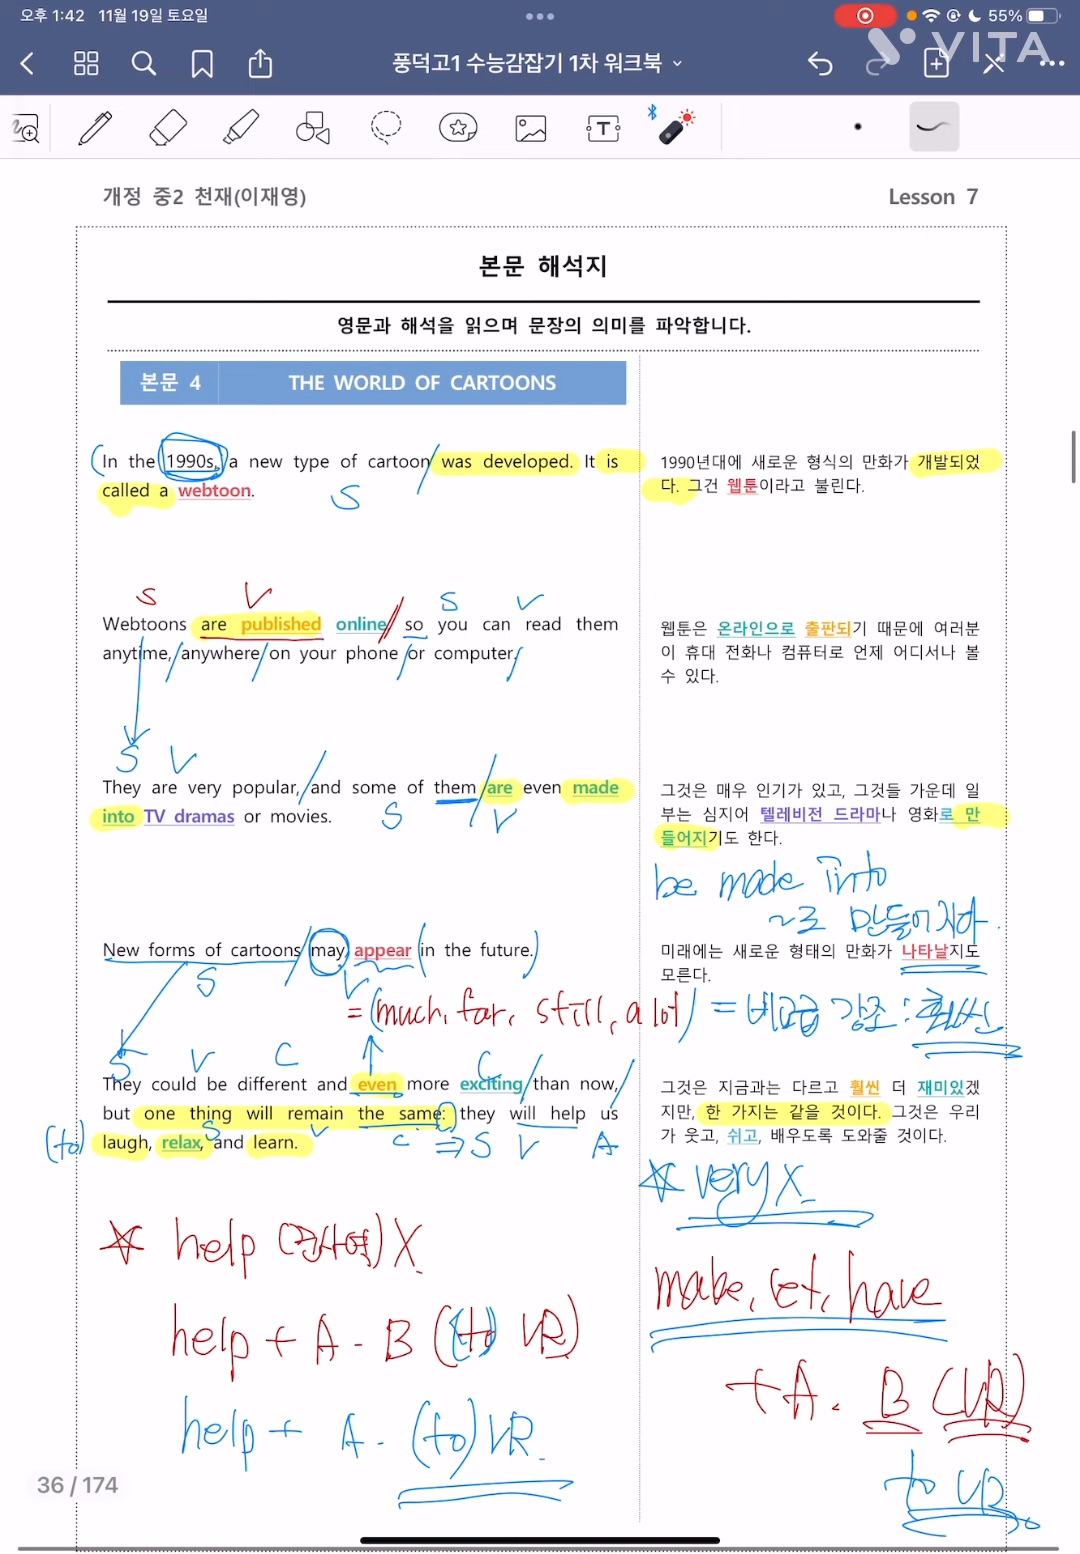 오후 1:42 11월 19일 토요일
55%
VITA
풍덕고1 수능감잡기 1차 워크북
개정 중2 천재(이재영) Lesson 7
본문 해석지
영문과 해석을 읽으며 문장의 의미를 파악합니다.
본문 4 THE WORLD OF CARTOONS
In the 1990s, a new type of cartoon was developed. It is
called a webtoon.
S
1990년대에 새로운 형식의 만화가 개발되었
다. 그건 웹툰이라고 불린다.
S V S V
Webtoons are published online, so you can read them
anytime, anywhere on your phone or computer.
웹툰은 온라인으로 출판되기 때문에 여러분
이 휴대 전화나 컴퓨터로 언제 어디서나 볼
수 있다.
S V
They are very popular, and some of them are even made
into TV dramas or movies.
S V
그것은 매우 인기가 있고, 그것들 가운데 일
부는 심지어 텔레비전 드라마나 영화로 만
들어지기도 한다.
be made into
~로 만들어지다.
New forms of cartoons may appear in the future.
S V
미래에는 새로운 형태의 만화가 나타날지도
모른다.
= (much, far, still, a lot) = 비교급 강조 : 훨씬
S V C C
They could be different and even more exciting than now,
but one thing will remain the same: they will help us
S V C ⇒ S V A
(to) laugh, relax, and learn.
그것은 지금과는 다르고 훨씬 더 재미있겠
지만, 한 가지는 같을 것이다. 그것은 우리
가 웃고, 쉬고, 배우도록 도와줄 것이다.
☆ very X
☆ help (준사역) X
help + A - B ((to) VR)
help + A - (to) VR.
make, let, have
+ A . B (VR)
to VR
36 / 174